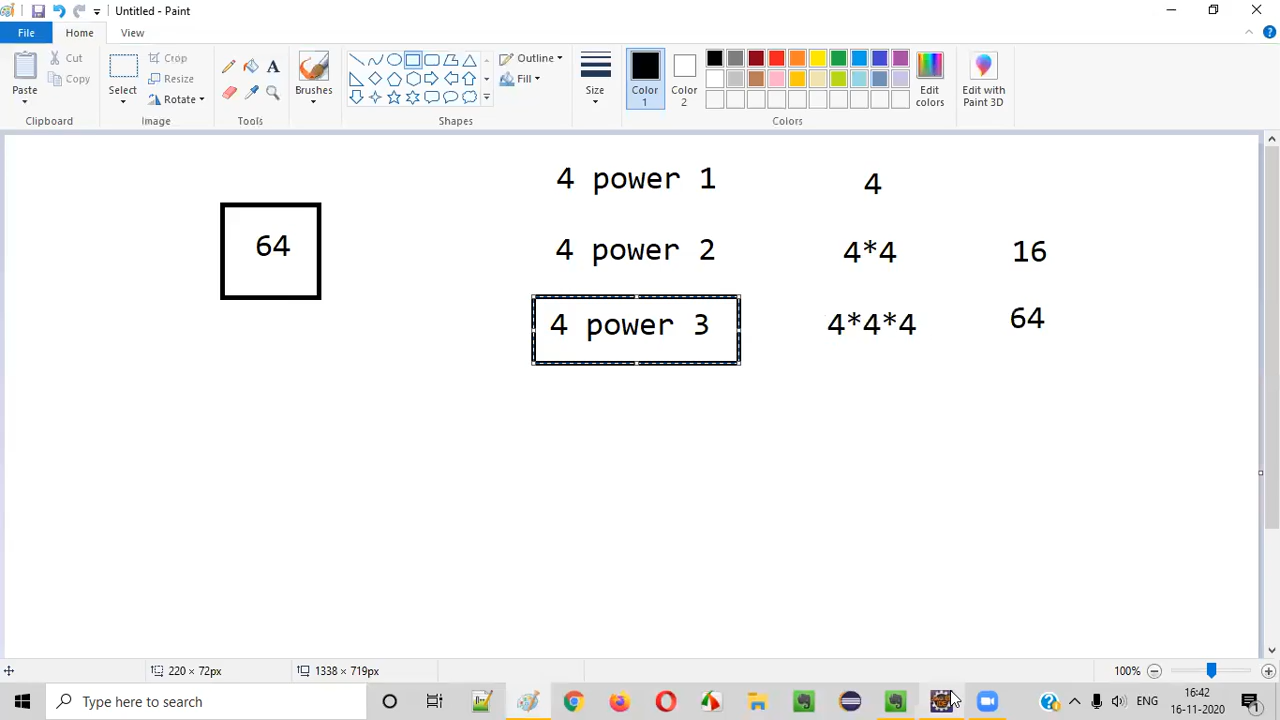 Untitled - Paint
File Home View
Paste
Cut
Copy
Clipboard
Select
Crop
Resize
Rotate
Image
A
Tools
Brushes
Shapes
Outline
Fill
Size
Color 1
Color 2
Edit colors
Colors
Edit with Paint 3D
4 power 1 4
64
4 power 2 4*4 16
4 power 3 4*4*4 64
220 × 72px
1338 × 719px
100%
Type here to search
ENG
16:42
16-11-2020